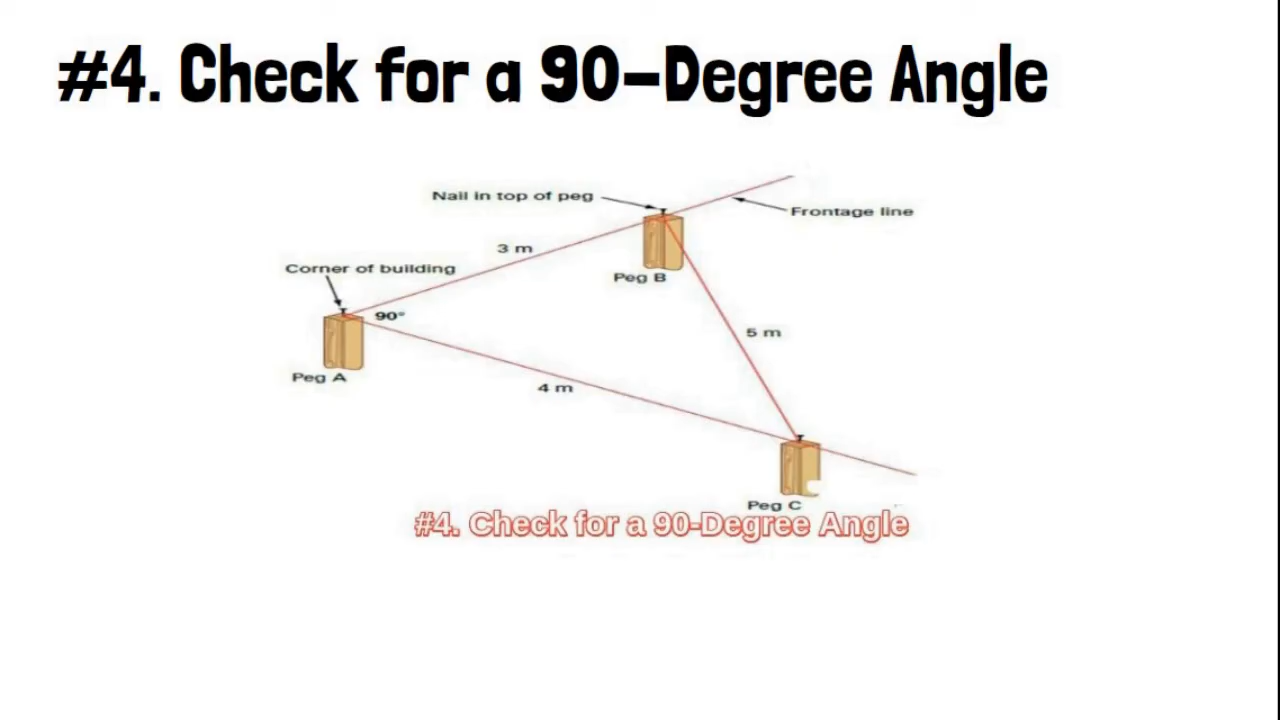 #4. Check for a 90-Degree Angle
Nail in top of peg
Frontage line
3 m
Corner of building
Peg B
90°
5 m
Peg A
4 m
Peg C
#4. Check for a 90-Degree Angle